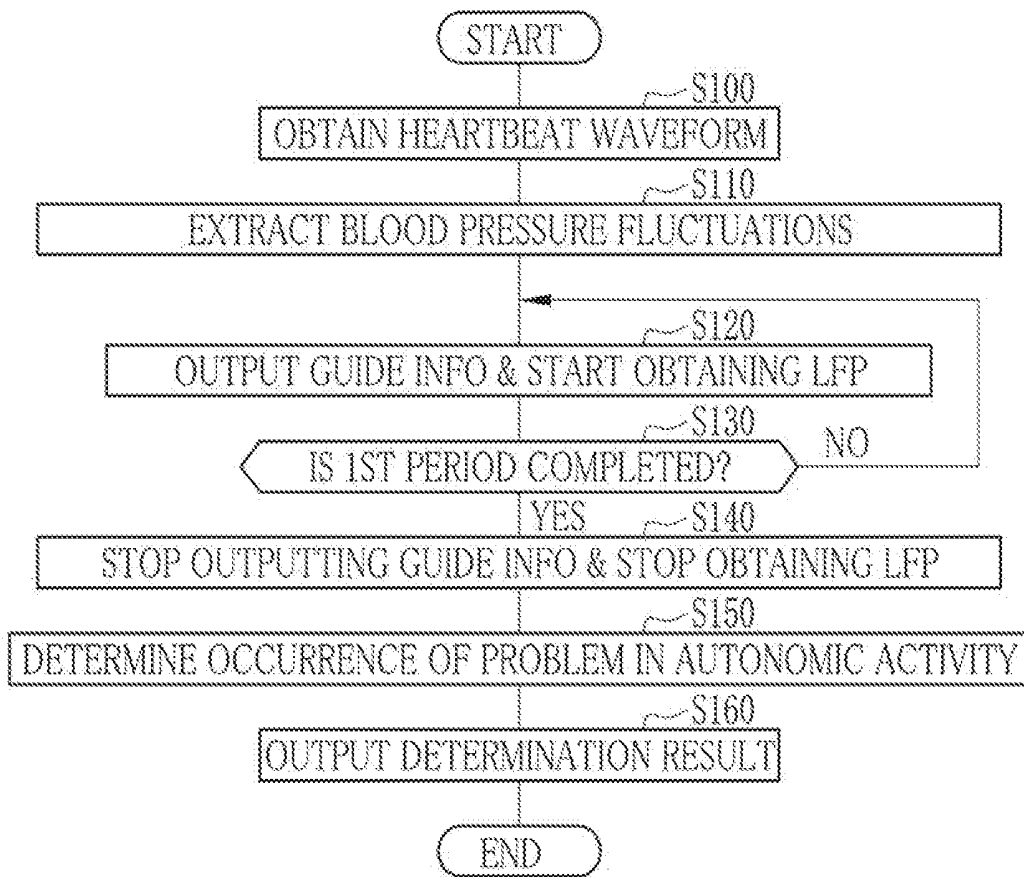 START
S100
OBTAIN HEARTBEAT WAVEFORM
S110
EXTRACT BLOOD PRESSURE FLUCTUATIONS
S120
OUTPUT GUIDE INFO & START OBTAINING LFP
S130
IS 1ST PERIOD COMPLETED?
NO
YES
S140
STOP OUTPUTTING GUIDE INFO & STOP OBTAINING LFP
S150
DETERMINE OCCURRENCE OF PROBLEM IN AUTONOMIC ACTIVITY
S160
OUTPUT DETERMINATION RESULT
END